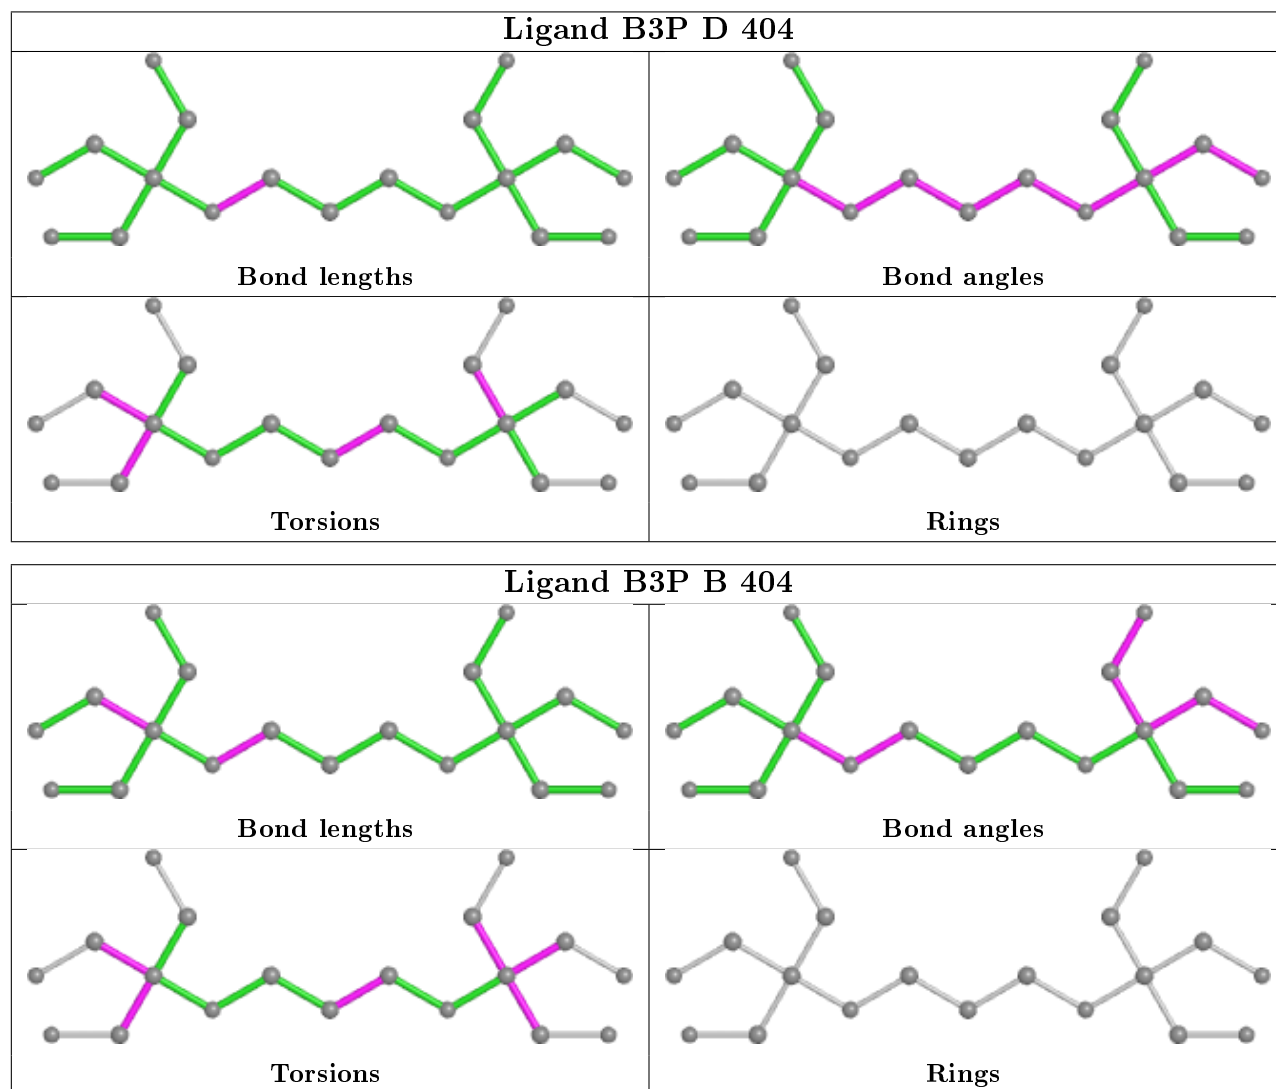 Ligand B3P D 404
Bond lengths
Bond angles
Torsions
Rings
Ligand B3P B 404
Bond lengths
Bond angles
Torsions
Rings